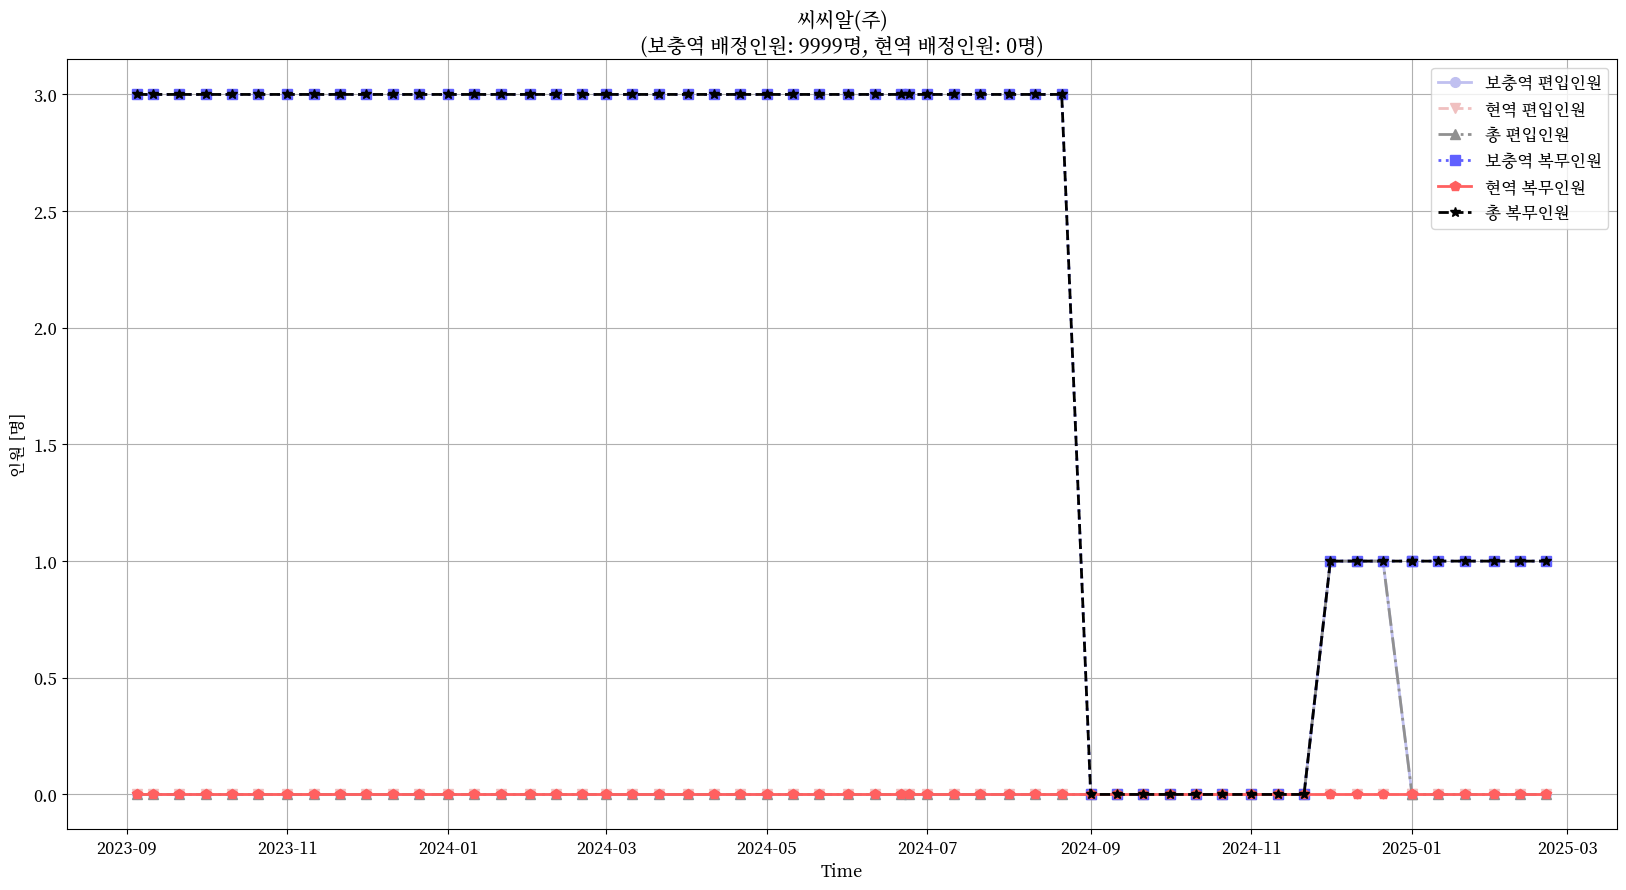 씨씨알(주)
(보충역 배정인원: 9999명, 현역 배정인원: 0명)
보충역 편입인원
현역 편입인원
총 편입인원
보충역 복무인원
현역 복무인원
총 복무인원
인원 [명]
3.0
2.5
2.0
1.5
1.0
0.5
0.0
2023-09 2023-11 2024-01 2024-03 2024-05 2024-07 2024-09 2024-11 2025-01 2025-03
Time